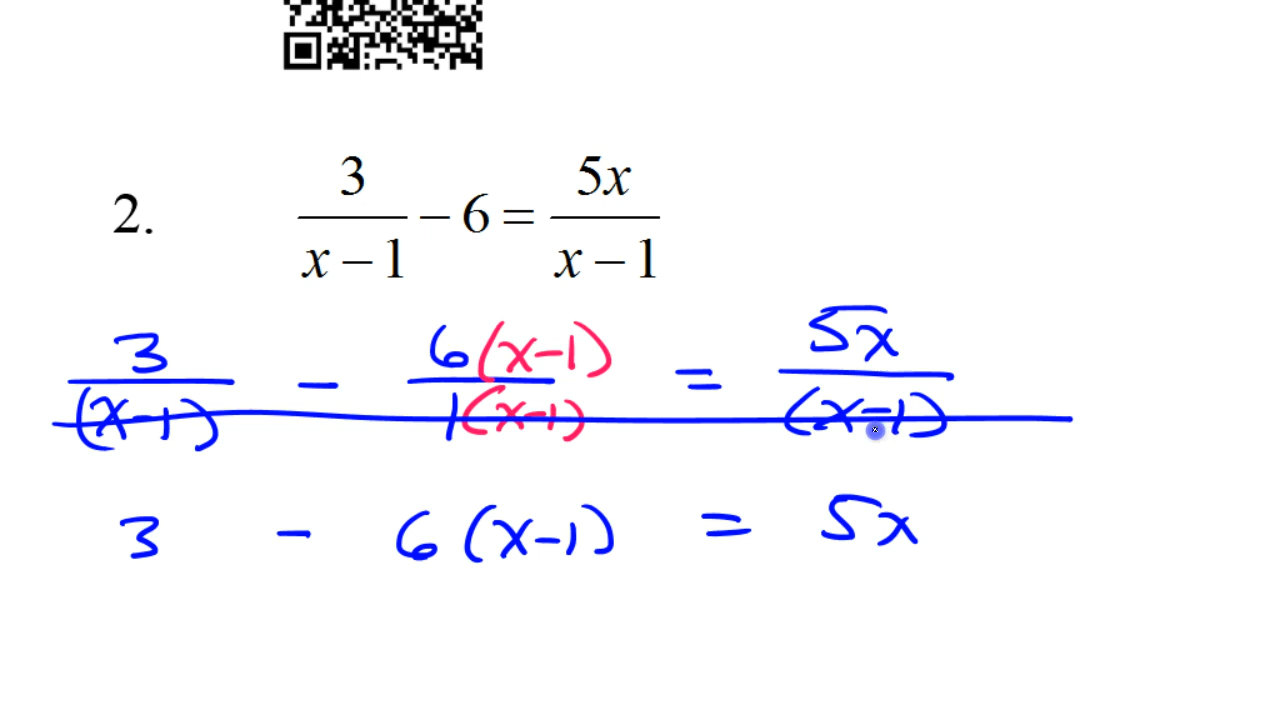 2. 3/(x − 1) − 6 = 5x/(x − 1)
3/(x-1) - 6(x-1)/1(x-1) = 5x/(x-1)
3 - 6(x-1) = 5x